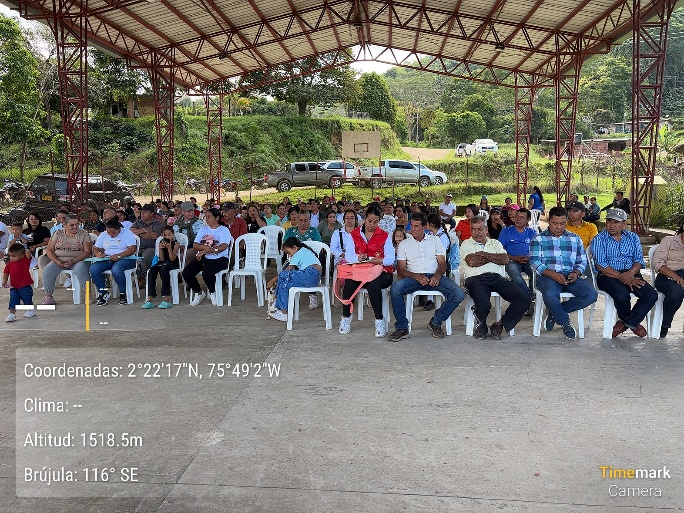 Coordenadas: 2°22'17"N, 75°49'2"W
Clima: --
Altitud: 1518.5m
Brújula: 116° SE
Timemark
Camera